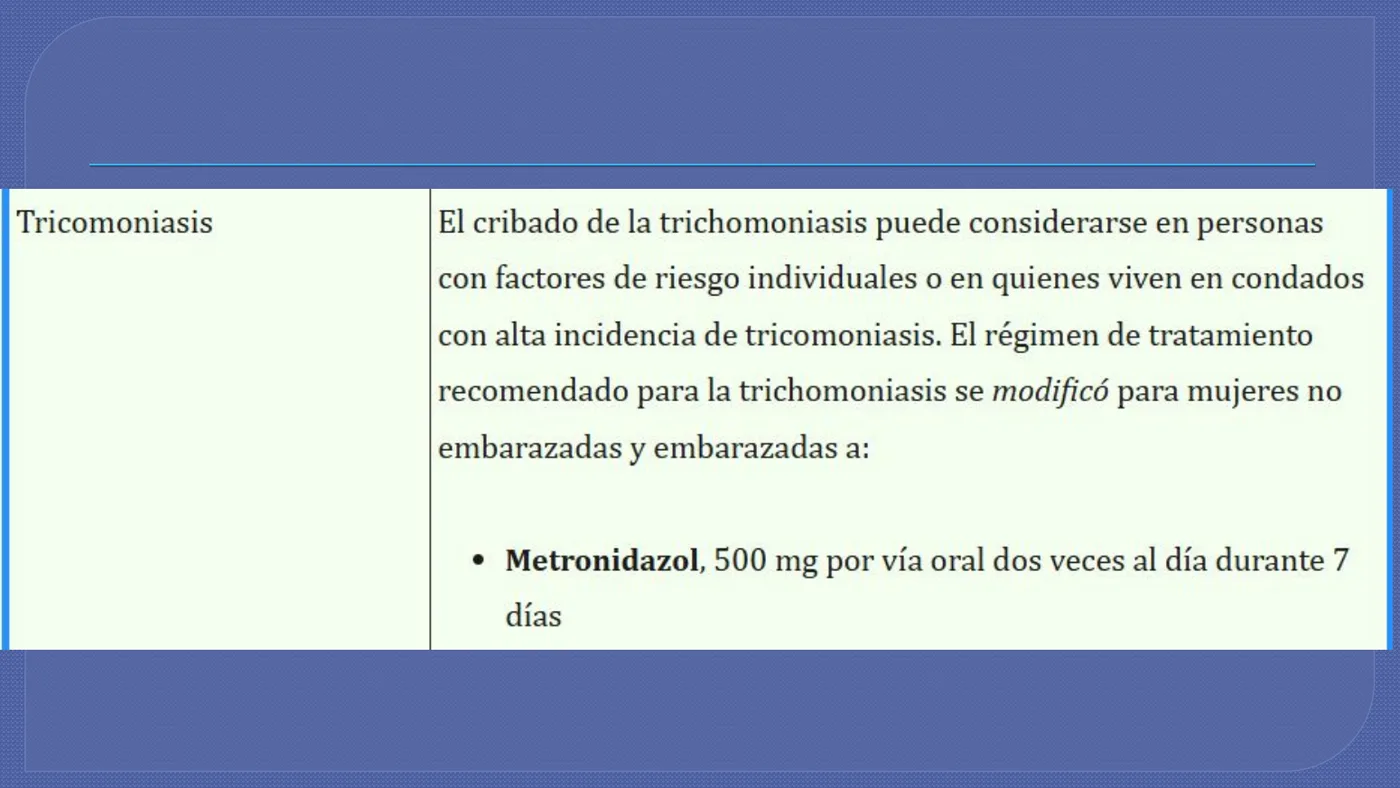 Tricomoniasis
El cribado de la trichomoniasis puede considerarse en personas
con factores de riesgo individuales o en quienes viven en condados
con alta incidencia de tricomoniasis. El régimen de tratamiento
recomendado para la trichomoniasis se modificó para mujeres no
embarazadas y embarazadas a:
• Metronidazol, 500 mg por vía oral dos veces al día durante 7
días